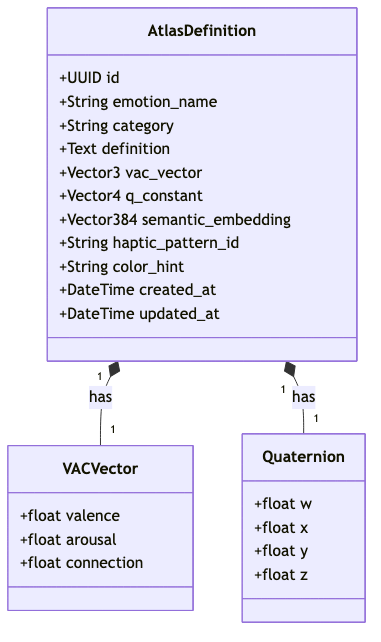 AtlasDefinition
+UUID id
+String emotion_name
+String category
+Text definition
+Vector3 vac_vector
+Vector4 q_constant
+Vector384 semantic_embedding
+String haptic_pattern_id
+String color_hint
+DateTime created_at
+DateTime updated_at
1
has
1
1
has
1
VACVector
+float valence
+float arousal
+float connection
Quaternion
+float w
+float x
+float y
+float z